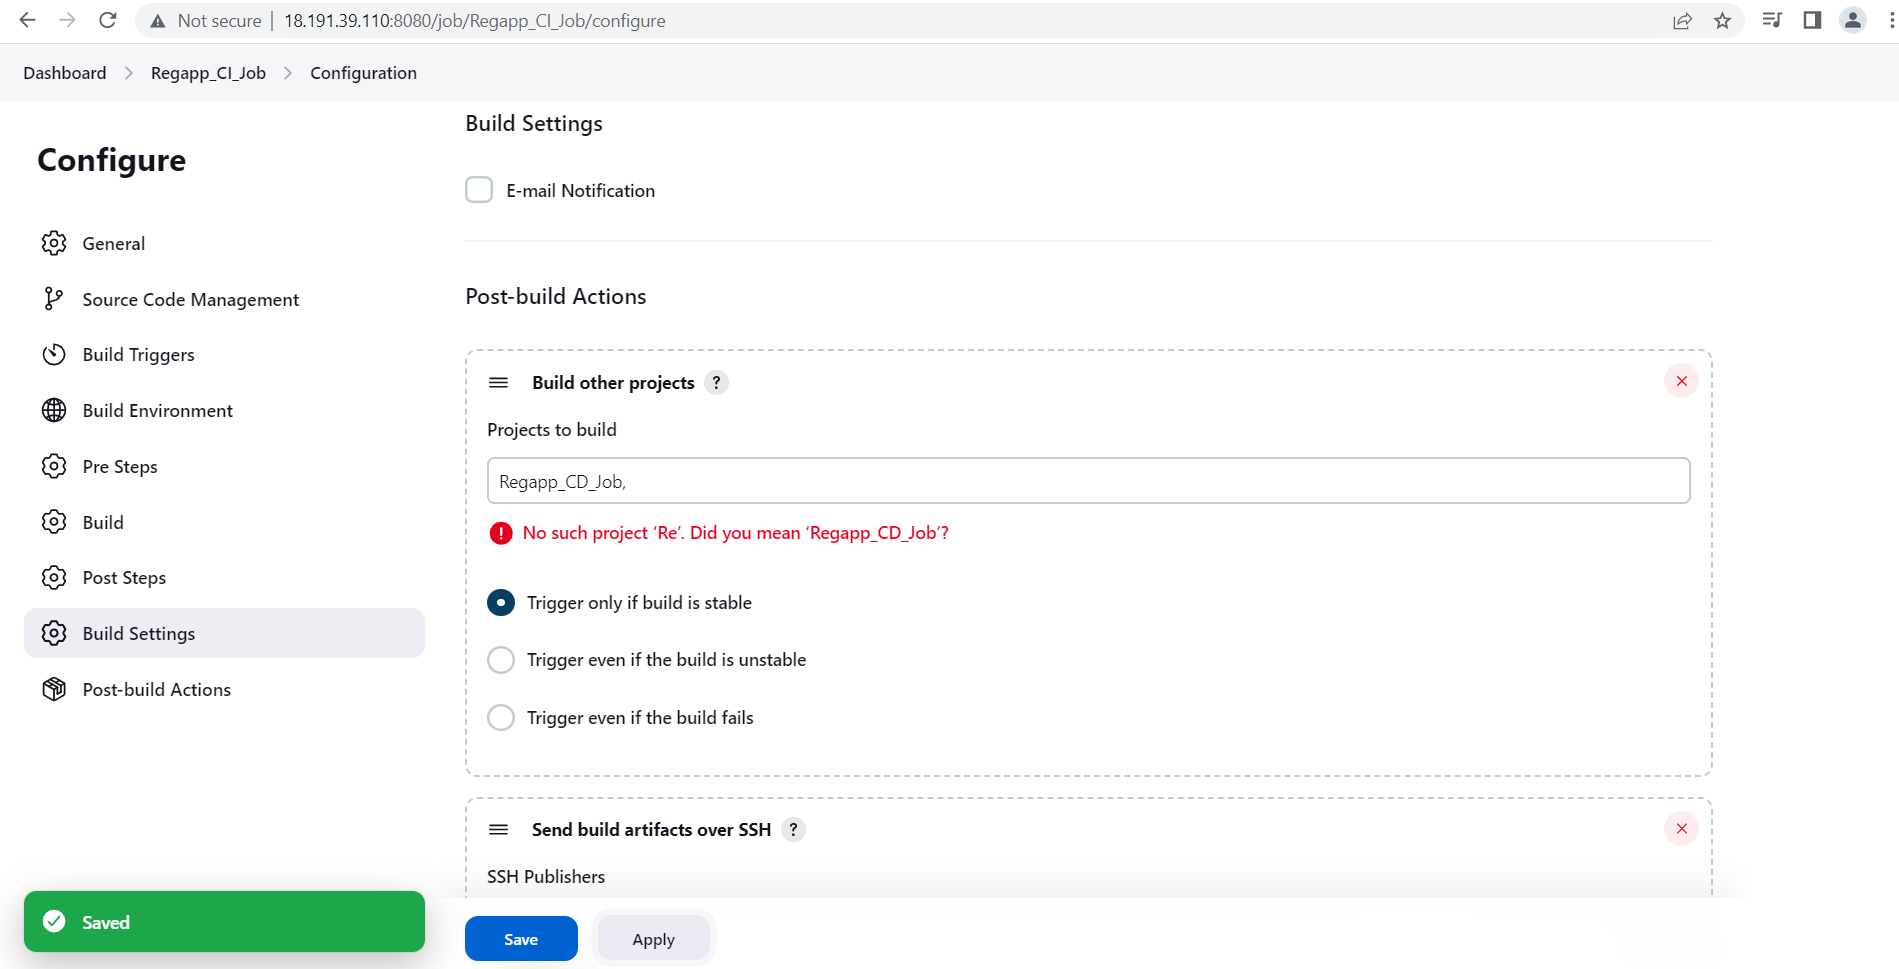 Not secure | 18.191.39.110:8080/job/Regapp_CI_Job/configure
Dashboard > Regapp_CI_Job > Configuration
Configure
General
Source Code Management
Build Triggers
Build Environment
Pre Steps
Build
Post Steps
Build Settings
Post-build Actions
Saved
Build Settings
E-mail Notification
Post-build Actions
Build other projects ?
Projects to build
Regapp_CD_Job,
No such project ‘Re’. Did you mean ‘Regapp_CD_Job’?
Trigger only if build is stable
Trigger even if the build is unstable
Trigger even if the build fails
Send build artifacts over SSH ?
SSH Publishers
Save Apply